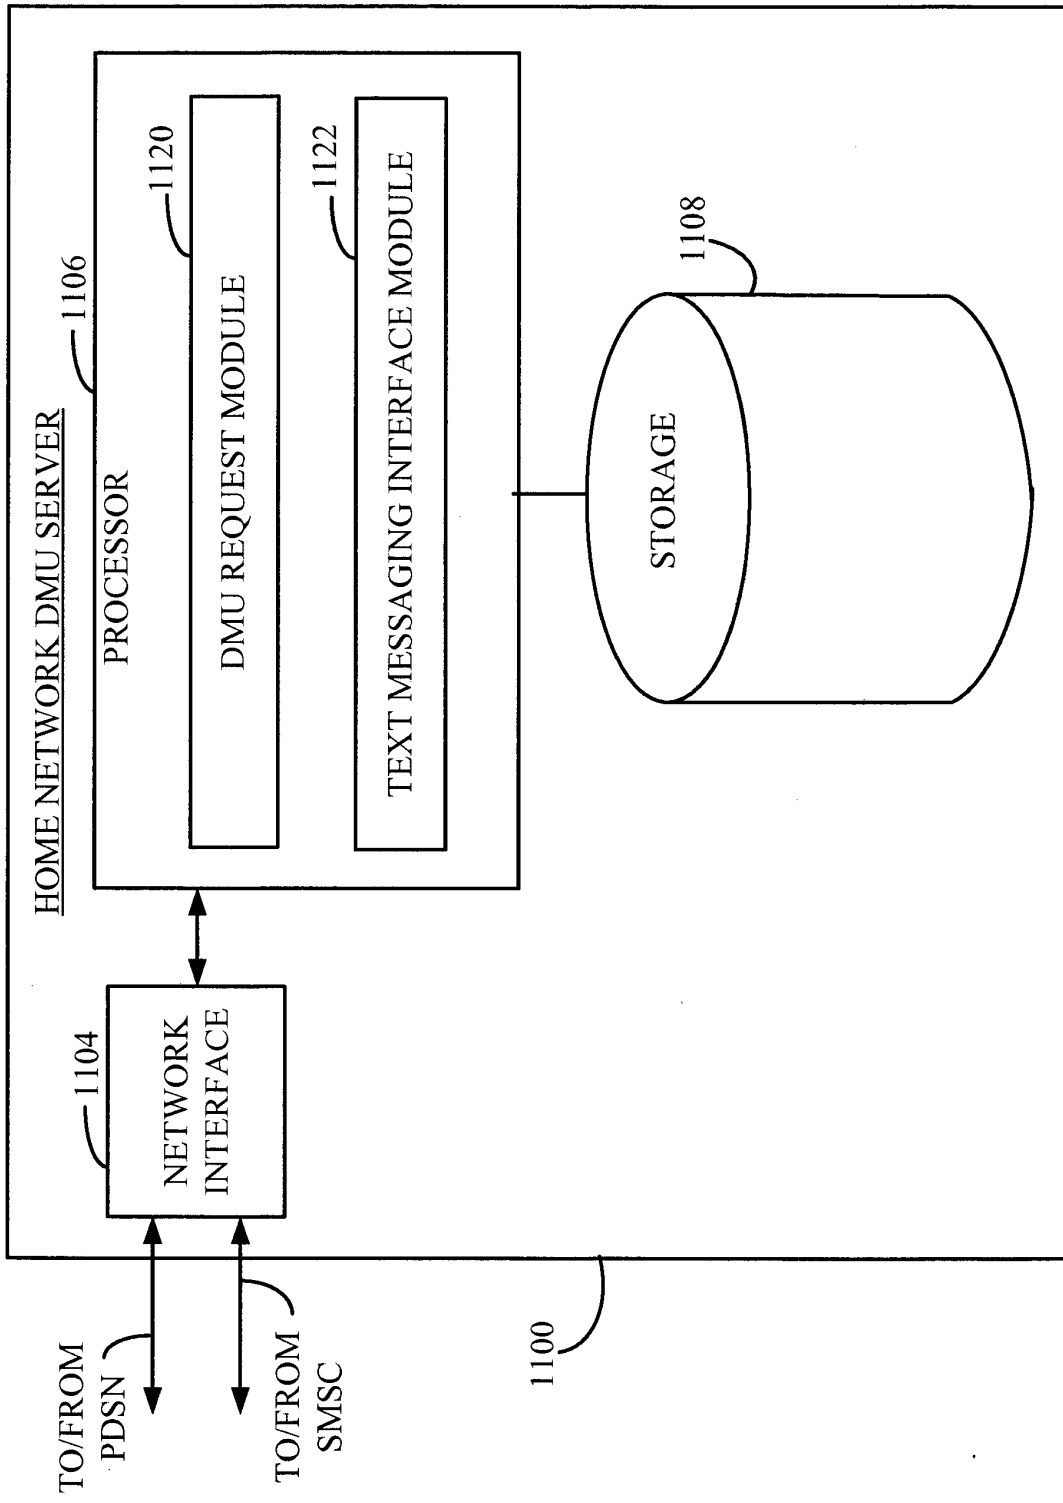 HOME NETWORK DMU SERVER
1106
PROCESSOR
1120
DMU REQUEST MODULE
1122
TEXT MESSAGING INTERFACE MODULE
1104
NETWORK
INTERFACE
TO/FROM
PDSN
TO/FROM
SMSC
1108
STORAGE
1100